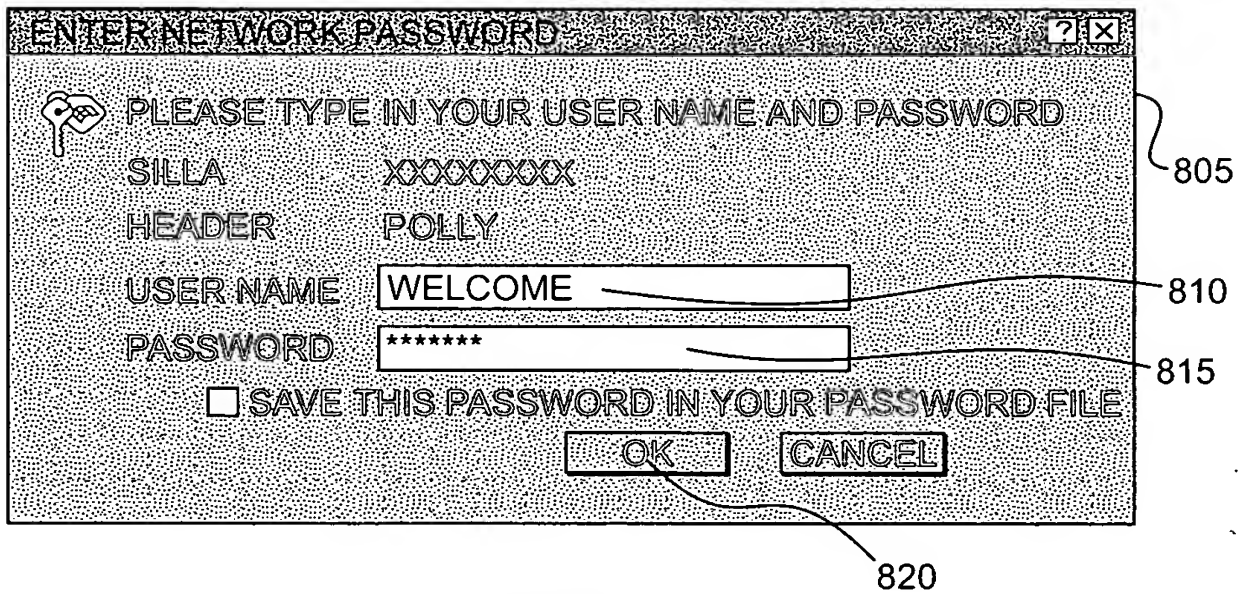 ENTER NETWORK PASSWORD ? X
PLEASE TYPE IN YOUR USER NAME AND PASSWORD
805
SILLA XXXXXXXXX
HEADER POLLY
USER NAME WELCOME
810
PASSWORD *******
815
SAVE THIS PASSWORD IN YOUR PASSWORD FILE
OK CANCEL
820